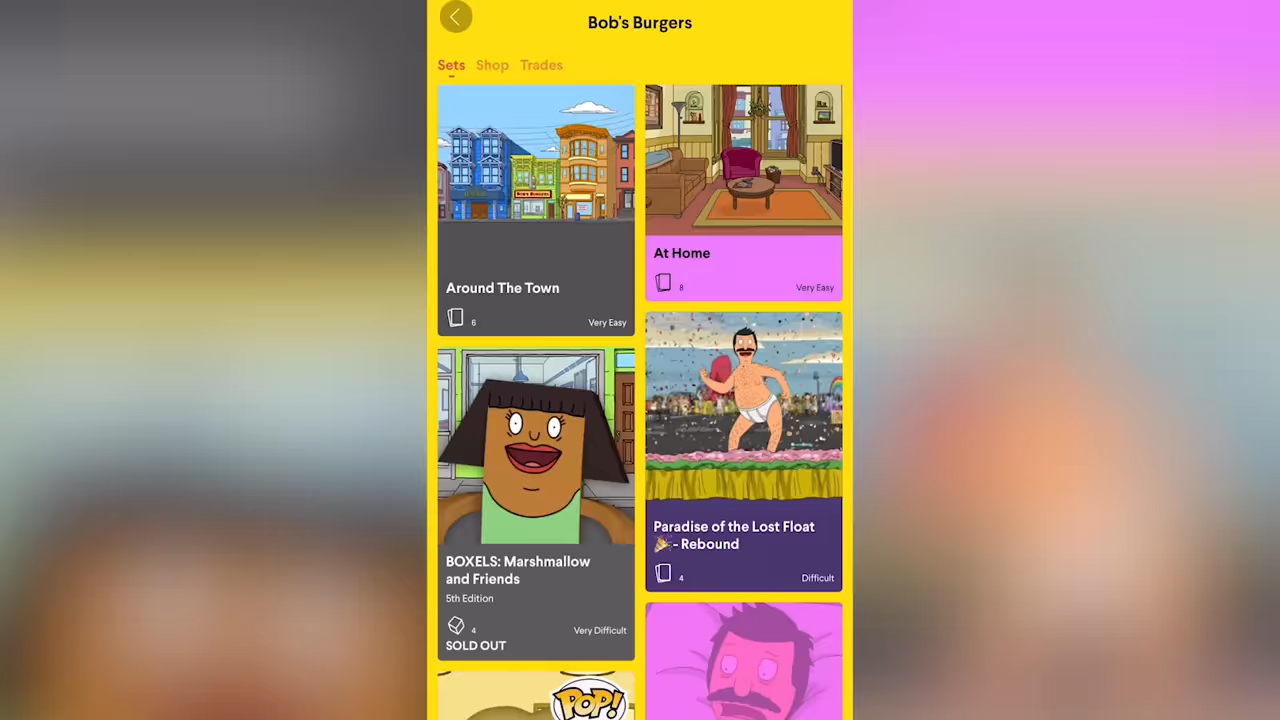 Bob's Burgers
Sets Shop Trades
BOB'S BURGERS
Around The Town
6 Very Easy
At Home
8 Very Easy
BOXELS: Marshmallow
and Friends
5th Edition
4 Very Difficult
SOLD OUT
Paradise of the Lost Float
🎉- Rebound
4 Difficult
POP!